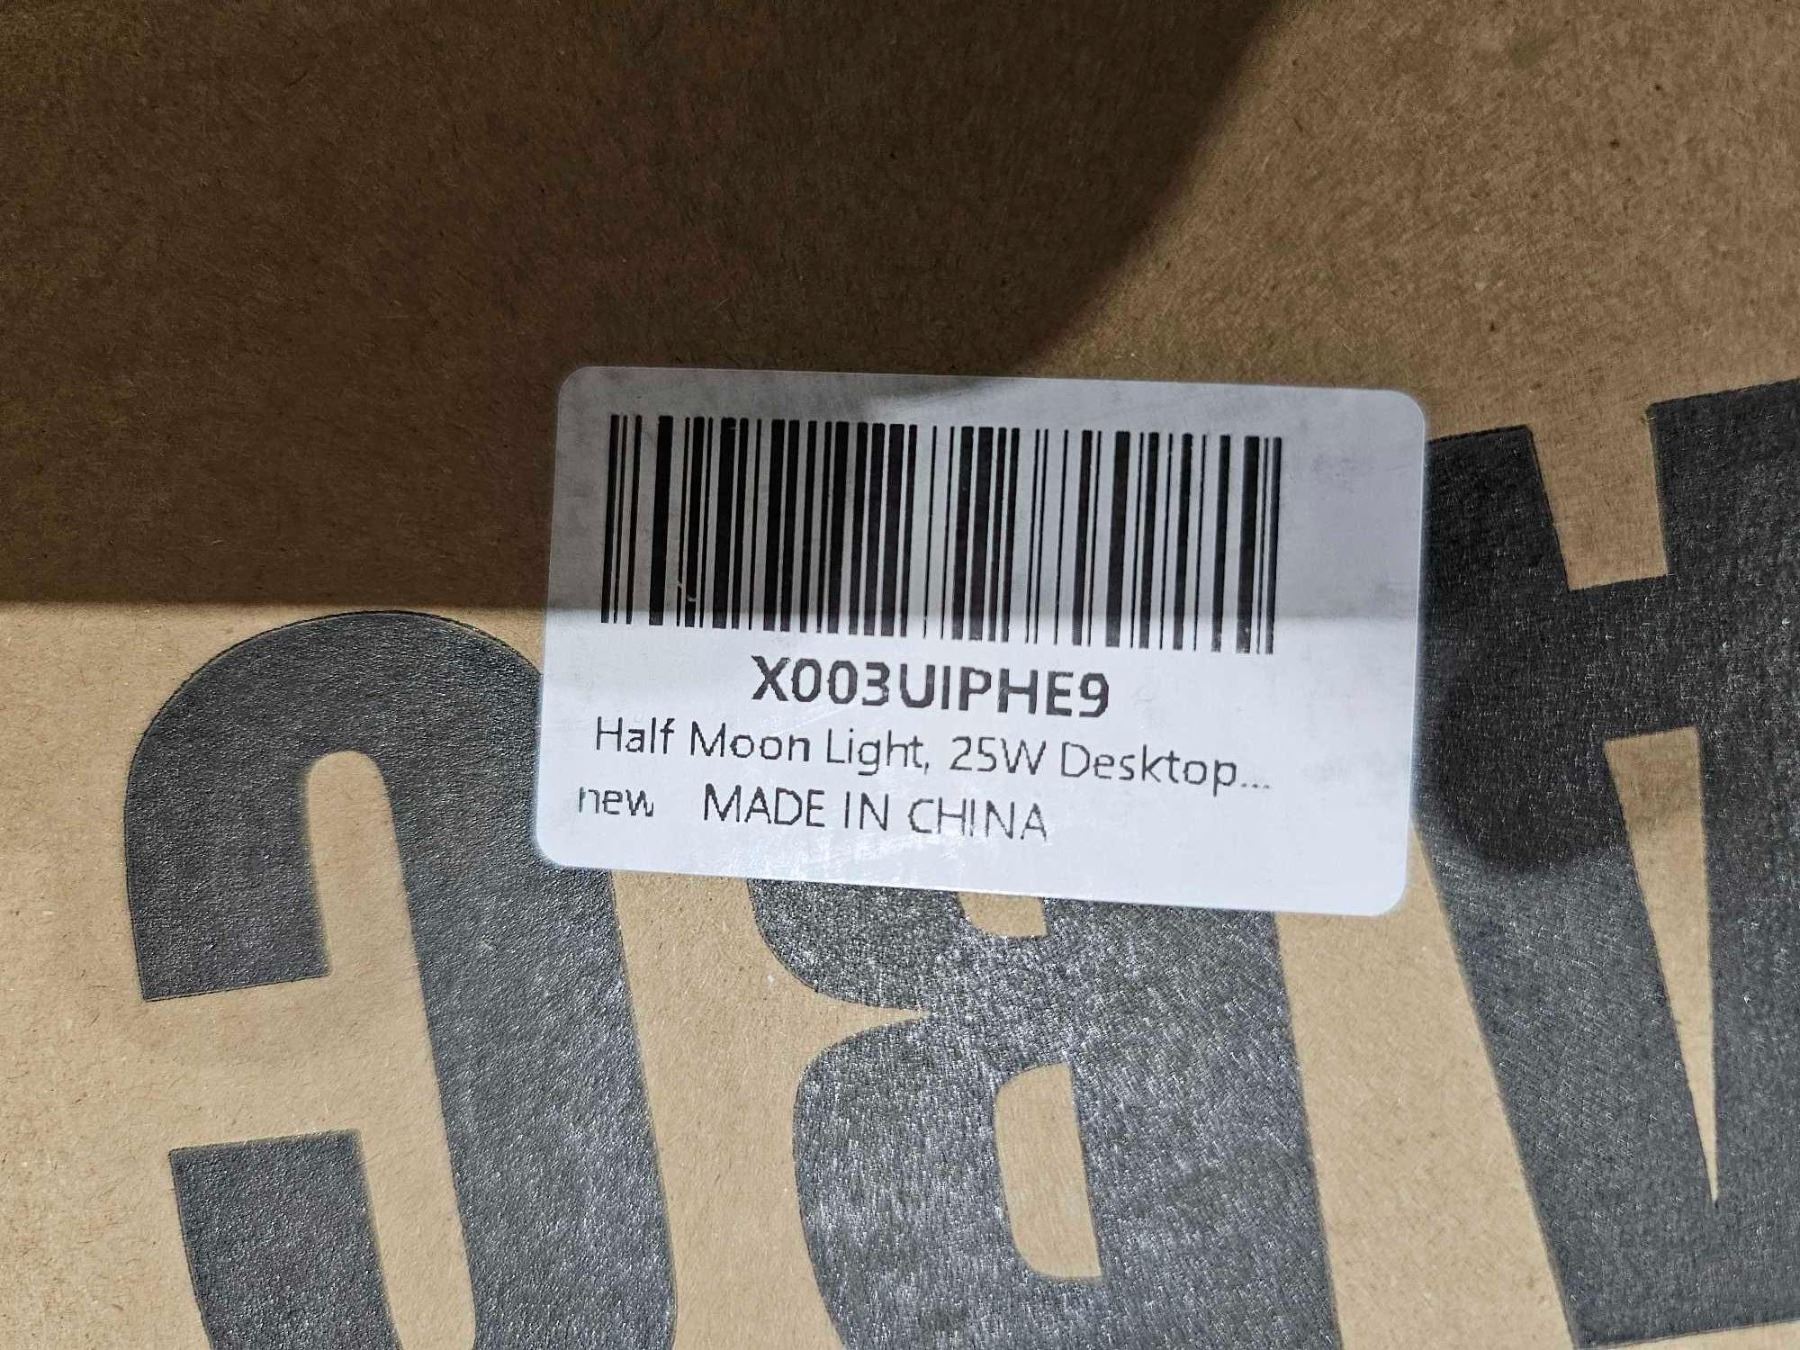 X003UIPHE9
Half Moon Light, 25W Desktop...
new MADE IN CHINA